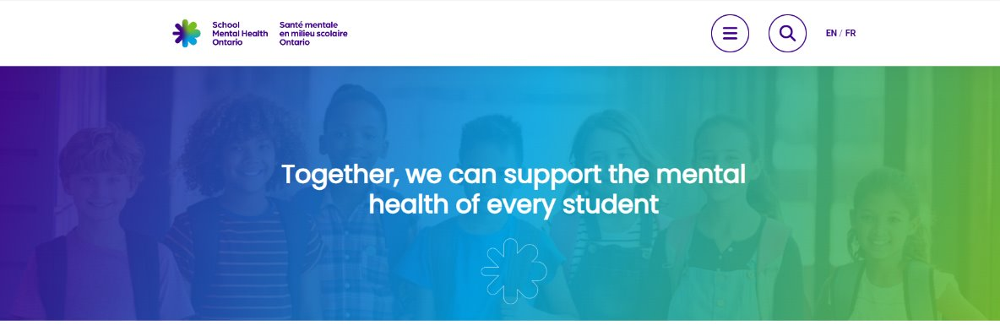 School
Mental Health
Ontario
Santé mentale
en milieu scolaire
Ontario
EN / FR
Together, we can support the mental
health of every student